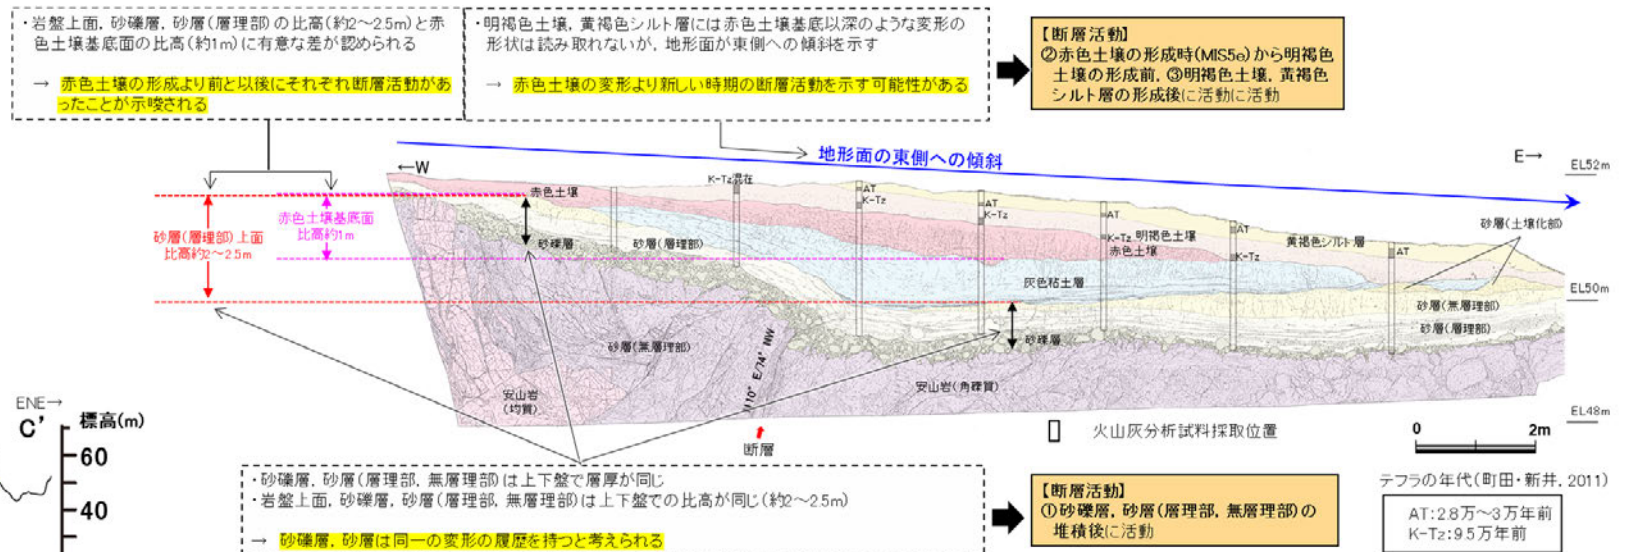 ・岩盤上面，砂礫層，砂層（層理部）の比高（約2～2.5m）と赤
色土壌基底面の比高（約1m）に有意な差が認められる
→ 赤色土壌の形成より前と以後にそれぞれ断層活動があ
ったことが示唆される
・明褐色土壌，黄褐色シルト層には赤色土壌基底以深のような変形の
形状は読み取れないが，地形面が東側への傾斜を示す
→ 赤色土壌の変形より新しい時期の断層活動を示す可能性がある
【断層活動】
②赤色土壌の形成時（MIS5e）から明褐色
土壌の形成前，③明褐色土壌，黄褐色
シルト層の形成後に活動に活動
地形面の東側への傾斜
←W
E→
EL52m
K-Tz混在
赤色土壌
AT
K-Tz
AT
K-Tz
AT
K-Tz
明褐色土壌
赤色土壌
AT
K-Tz
黄褐色シルト層
AT
砂層（土壌化部）
赤色土壌基底面
比高約1m
砂層（層理部）上面
比高約2～2.5m
砂礫層
砂層（層理部）
灰色粘土層
EL50m
砂層（無層理部）
砂層（層理部）
砂礫層
砂層（無層理部）
安山岩
（均質）
N10°E/74°NW
安山岩（角礫質）
EL48m
断層
火山灰分析試料採取位置
0
2m
ENE→
C’
標高(m)
60
40
・砂礫層，砂層（層理部，無層理部）は上下盤で層厚が同じ
・岩盤上面，砂礫層，砂層（層理部，無層理部）は上下盤での比高が同じ（約2～2.5m）
→ 砂礫層，砂層は同一の変形の履歴を持つと考えられる
【断層活動】
①砂礫層，砂層（層理部，無層理部）の
堆積後に活動
テフラの年代（町田・新井，2011）
AT：2.8万～3万年前
K-Tz：9.5万年前